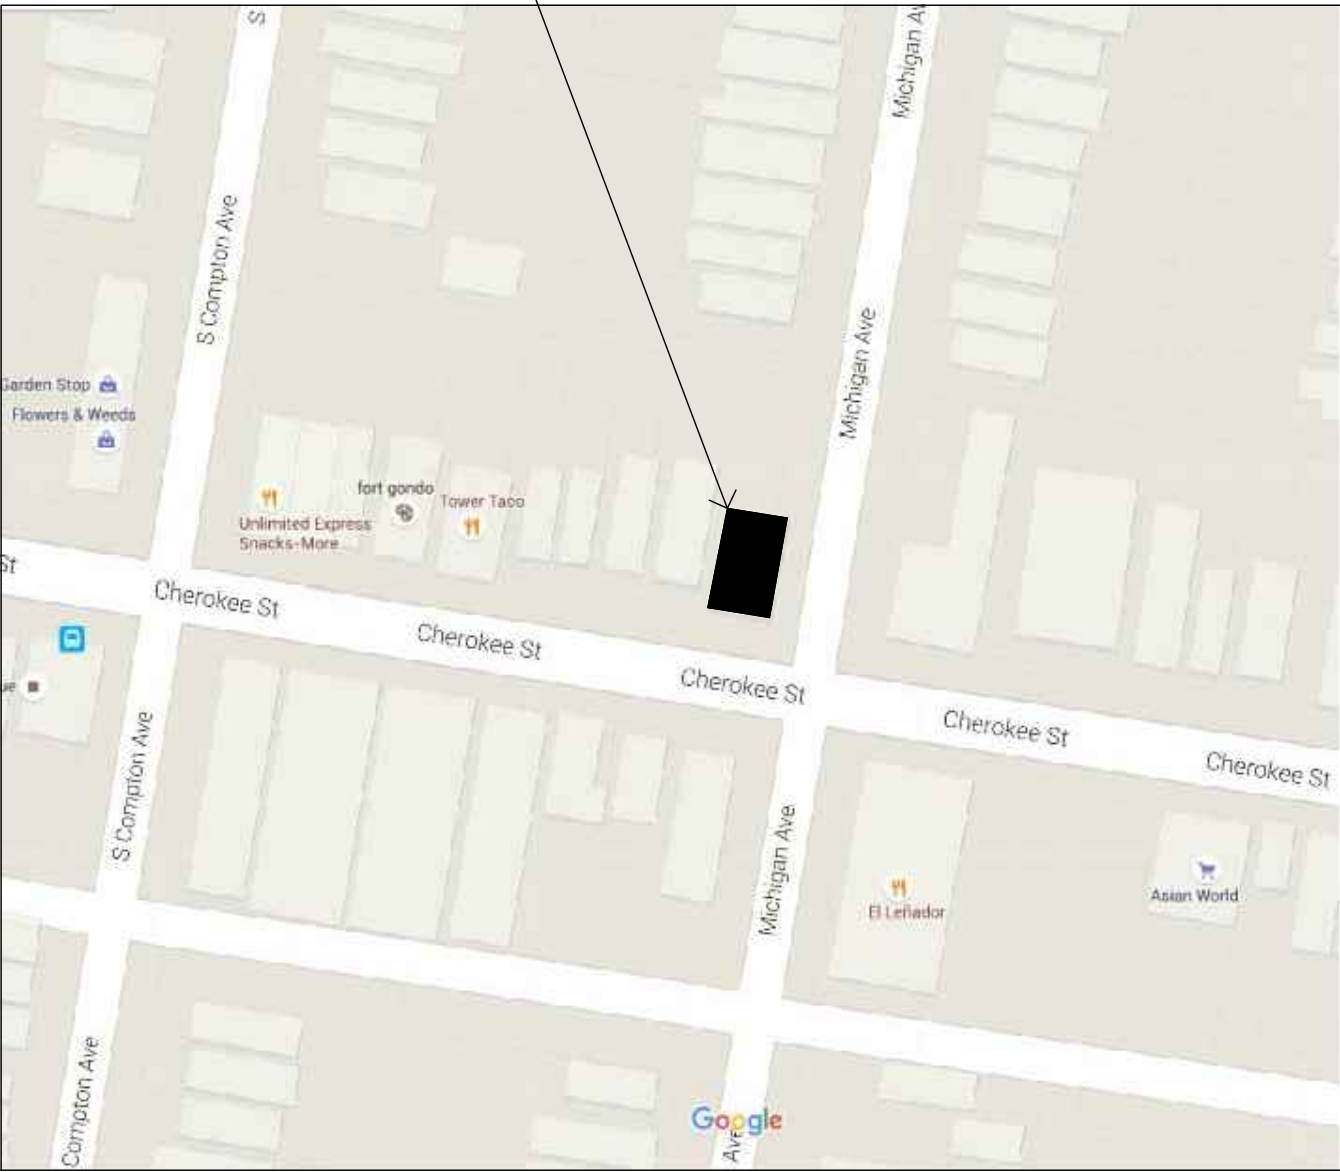 S
Michigan Av
S Compton Ave
Michigan Ave
Garden Stop
Flowers & Weeds
fort gondo
Tower Taco
Unlimited Express
Snacks-More
St
Cherokee St
Cherokee St
Cherokee St
Cherokee St
Cherokee St
ue
S Compton Ave
Michigan Ave
El Leñador
Asian World
Compton Ave
Google
Ave